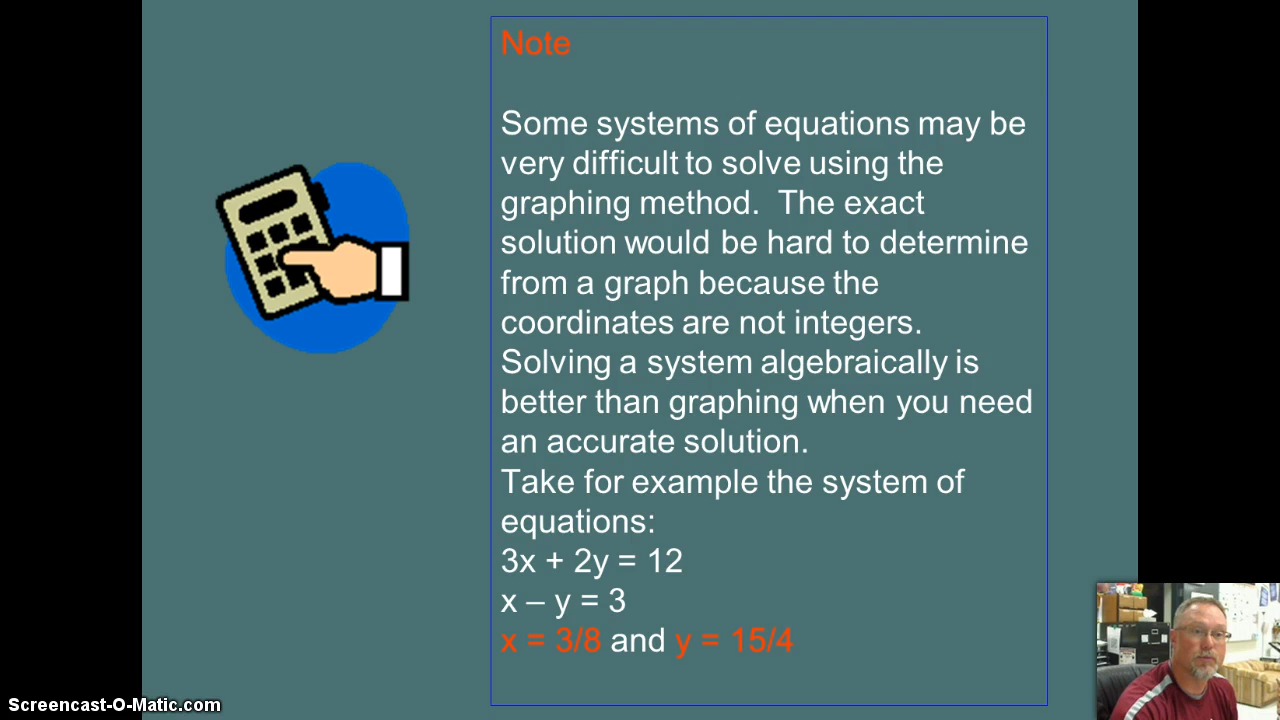 Note
Some systems of equations may be
very difficult to solve using the
graphing method.  The exact
solution would be hard to determine
from a graph because the
coordinates are not integers.
Solving a system algebraically is
better than graphing when you need
an accurate solution.
Take for example the system of
equations:
3x + 2y = 12
x – y = 3
x = 3/8 and y = 15/4
Screencast-O-Matic.com